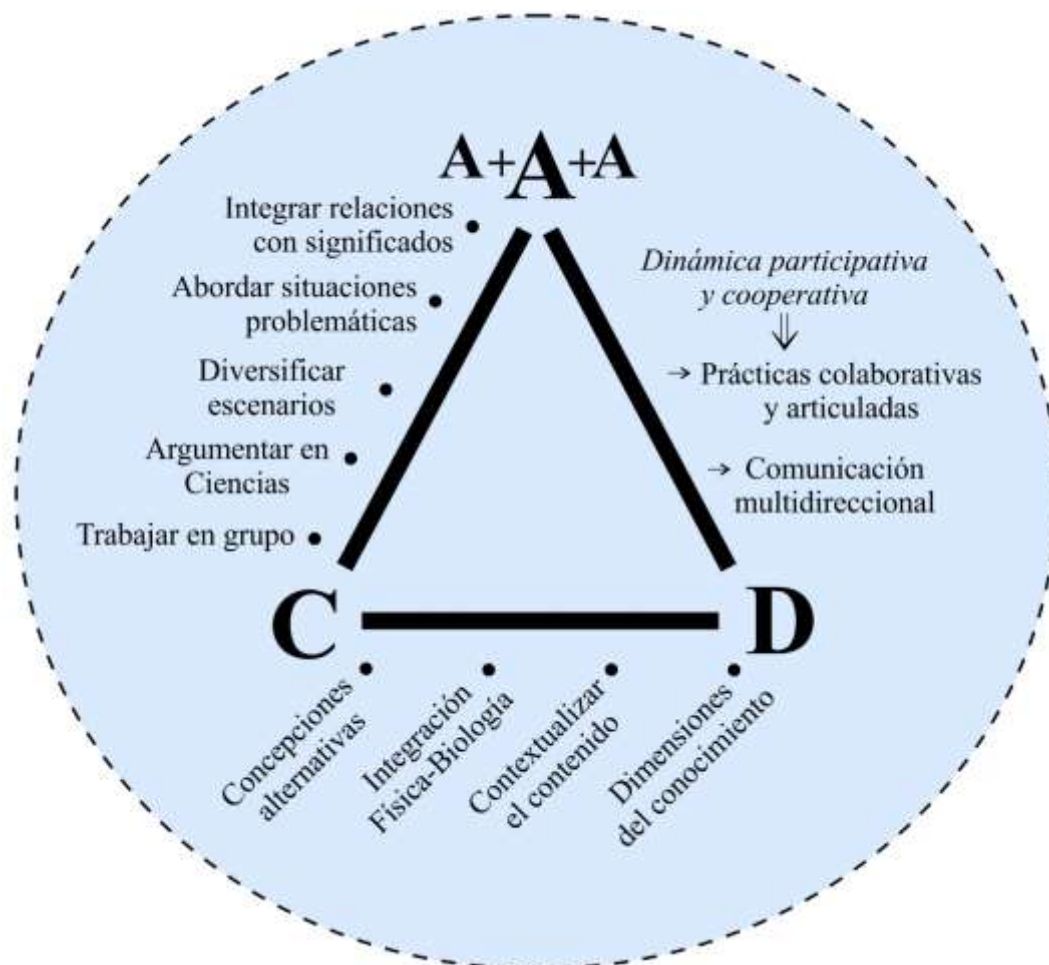 A+A+A
Integrar relaciones
con significados
Abordar situaciones
problemáticas
Diversificar
escenarios
Argumentar en
Ciencias
Trabajar en grupo
Dinámica participativa
y cooperativa
Prácticas colaborativas
y articuladas
Comunicación
multidireccional
C
D
Concepciones
alternativas
Integración
Física-Biología
Contextualizar
el contenido
Dimensiones
del conocimiento